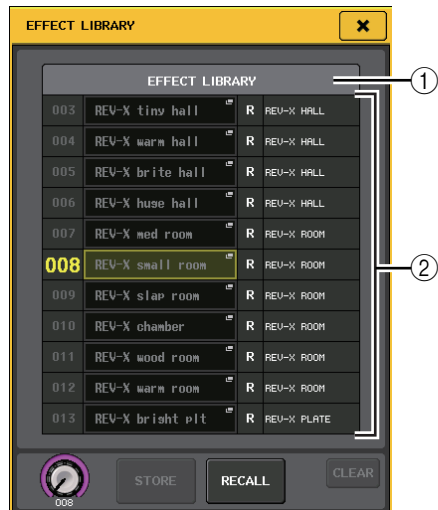 EFFECT LIBRARY
EFFECT LIBRARY
1
003 REV-X tiny hall R REV-X HALL
004 REV-X warm hall R REV-X HALL
005 REV-X brite hall R REV-X HALL
006 REV-X huge hall R REV-X HALL
007 REV-X med room R REV-X ROOM
008 REV-X small room R REV-X ROOM
2
009 REV-X slap room R REV-X ROOM
010 REV-X chamber R REV-X ROOM
011 REV-X wood room R REV-X ROOM
012 REV-X warm room R REV-X ROOM
013 REV-X bright plt R REV-X PLATE
008
STORE
RECALL
CLEAR